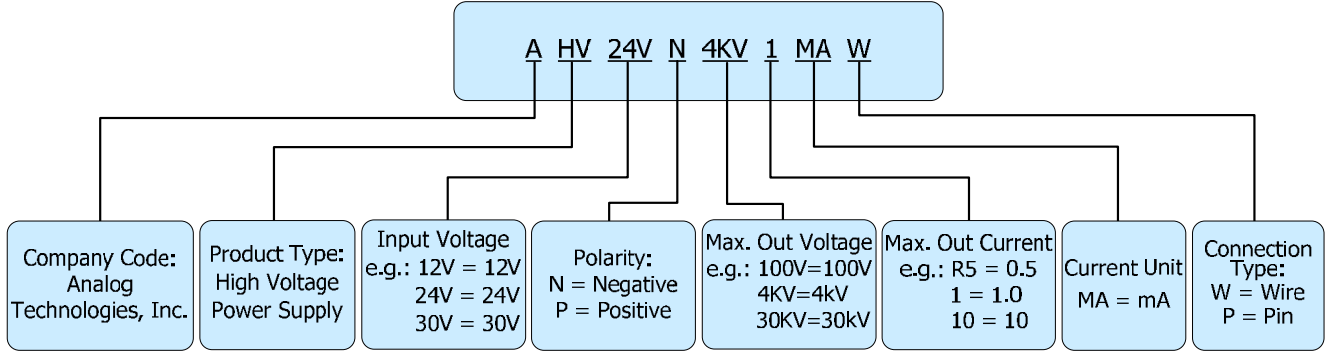 A HV 24V N 4KV 1 MA W
Company Code:
Analog
Technologies, Inc.
Product Type:
High Voltage
Power Supply
Input Voltage
e.g.: 12V = 12V
24V = 24V
30V = 30V
Polarity:
N = Negative
P = Positive
Max. Out Voltage
e.g.: 100V=100V
4KV=4kV
30KV=30kV
Max. Out Current
e.g.: R5 = 0.5
1 = 1.0
10 = 10
Current Unit
MA = mA
Connection
Type:
W = Wire
P = Pin